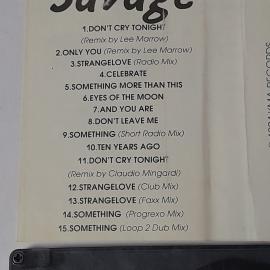 Savage
1.DON'T CRY TONIGHT
(Remix by Lee Marrow)
2.ONLY YOU (Remix by Lee Marrow)
3.STRANGELOVE (Radio Mix)
4.CELEBRATE
5.SOMETHING MORE THAN THIS
6.EYES OF THE MOON
7.AND YOU ARE
8.DON'T LEAVE ME
9.SOMETHING (Short Radio Mix)
10.TEN YEARS AGO
11.DON'T CRY TONIGHT
(Remix by Claudio Mingardi)
12.STRANGELOVE (Club Mix)
13.STRANGELOVE (Faxx Mix)
14.SOMETHING (Progrexo Mix)
15.SOMETHING (Loop 2 Dub Mix)
RECORDS